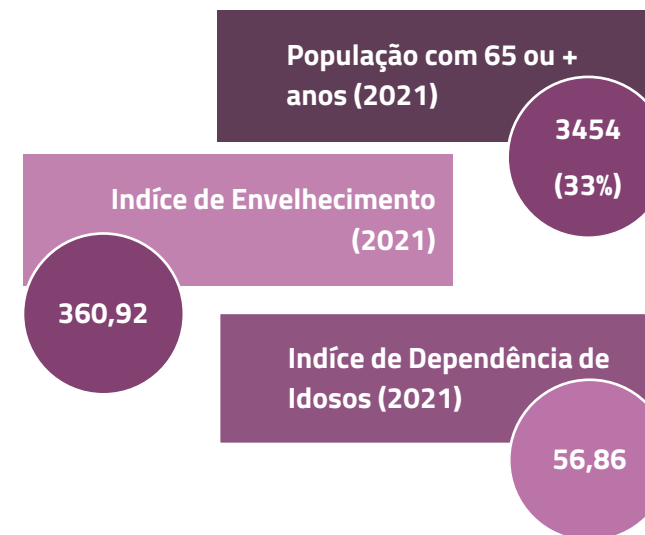 População com 65 ou +
anos (2021)
3454
(33%)
Indíce de Envelhecimento
(2021)
360,92
Indíce de Dependência de
Idosos (2021)
56,86